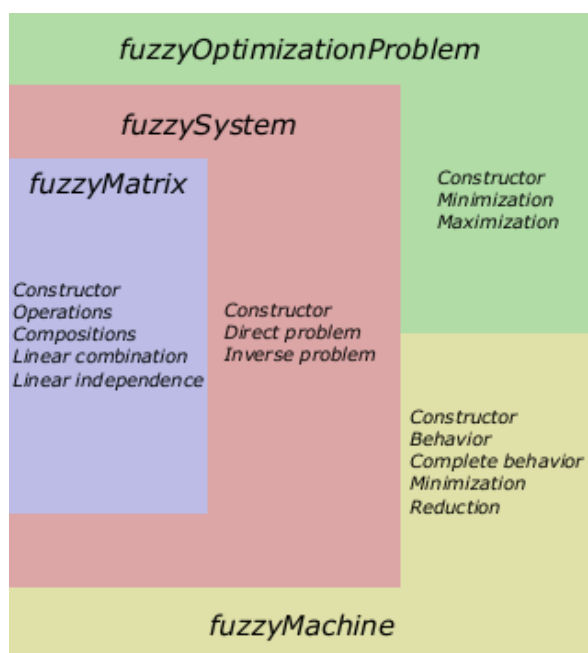 fuzzyOptimizationProblem
fuzzySystem
fuzzyMatrix
Constructor
Minimization
Maximization
Constructor
Operations
Compositions
Linear combination
Linear independence
Constructor
Direct problem
Inverse problem
Constructor
Behavior
Complete behavior
Minimization
Reduction
fuzzyMachine